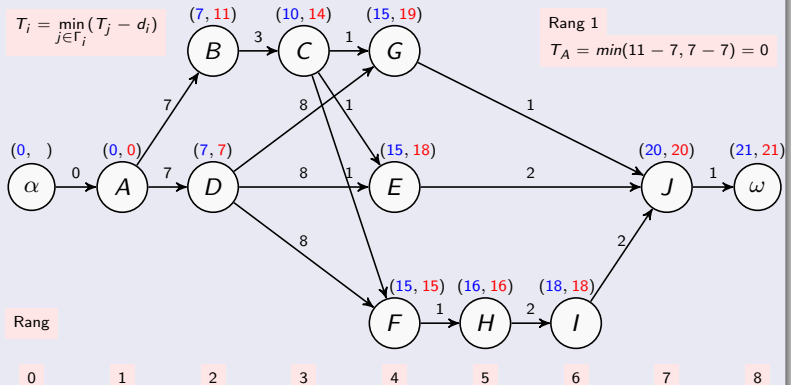 T_i = min_{j∈Γ_i} (T_j − d_i)
Rang 1
T_A = min(11 − 7, 7 − 7) = 0
(7, 11) (10, 14) (15, 19)
B 3 C 1 G
7 8 1 1
(0, ) (0, 0) (7, 7) (15, 18) (20, 20) (21, 21)
α 0 A 7 D 8 1 E 2 J 1 ω
8 2
(15, 15) (16, 16) (18, 18)
Rang F 1 H 2 I
0 1 2 3 4 5 6 7 8